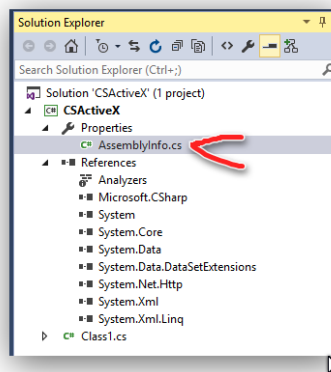 Solution Explorer
Search Solution Explorer (Ctrl+;)
Solution 'CSActiveX' (1 project)
C# CSActiveX
Properties
C# AssemblyInfo.cs
References
Analyzers
Microsoft.CSharp
System
System.Core
System.Data
System.Data.DataSetExtensions
System.Net.Http
System.Xml
System.Xml.Linq
C# Class1.cs